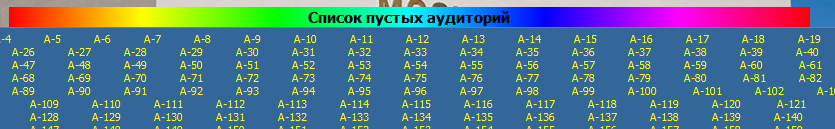 Список пустых аудиторий
-4 A-5 A-6 A-7 A-8 A-9 A-10 A-11 A-12 A-13 A-14 A-15 A-16 A-17 A-18 A-19
A-26 A-27 A-28 A-29 A-30 A-31 A-32 A-33 A-34 A-35 A-36 A-37 A-38 A-39 A-40
A-47 A-48 A-49 A-50 A-51 A-52 A-53 A-54 A-55 A-56 A-57 A-58 A-59 A-60 A-61
A-68 A-69 A-70 A-71 A-72 A-73 A-74 A-75 A-76 A-77 A-78 A-79 A-80 A-81 A-82
A-89 A-90 A-91 A-92 A-93 A-94 A-95 A-96 A-97 A-98 A-99 A-100 A-101 A-102
A-109 A-110 A-111 A-112 A-113 A-114 A-115 A-116 A-117 A-118 A-119 A-120 A-121
A-128 A-129 A-130 A-131 A-132 A-133 A-134 A-135 A-136 A-137 A-138 A-139 A-140